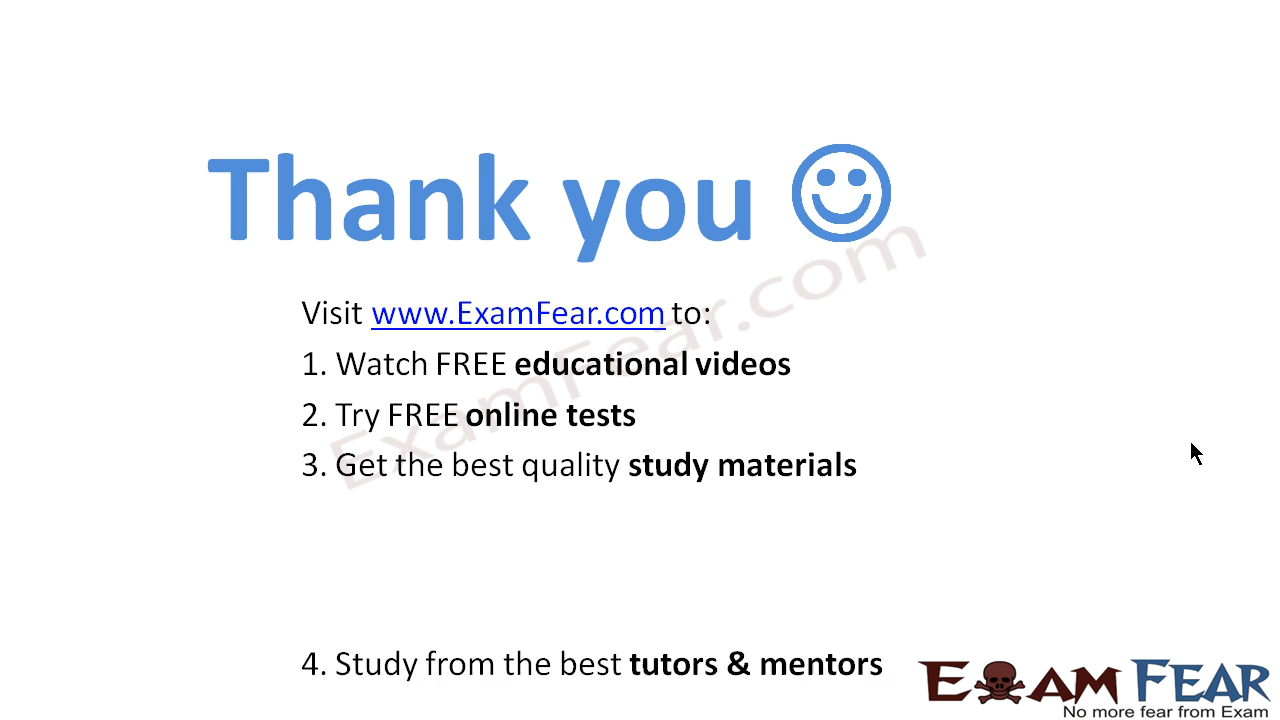 Thank you
Visit www.ExamFear.com to:
1. Watch FREE educational videos
2. Try FREE online tests
3. Get the best quality study materials
4. Study from the best tutors & mentors
ExamFear.com
EXAM FEAR
No more fear from Exam